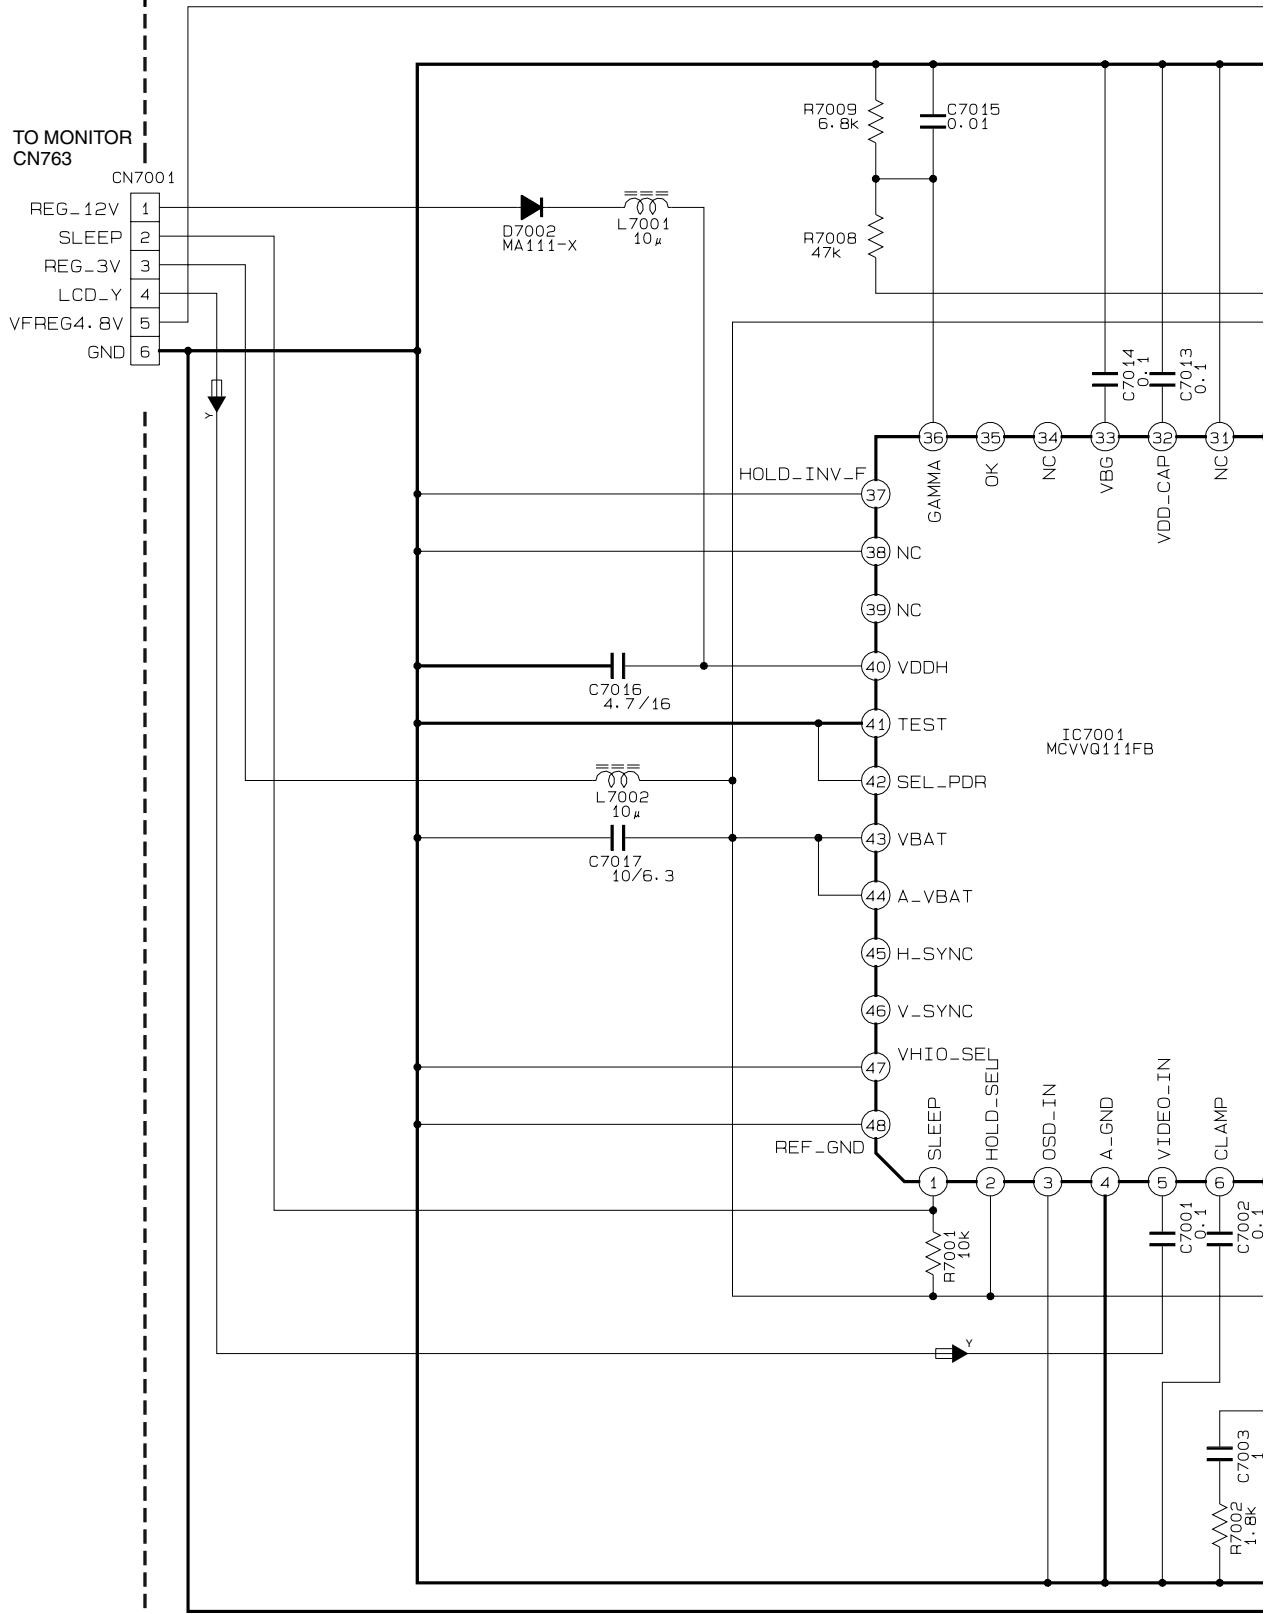 TO MONITOR
CN763
CN7001
REG_12V 1
SLEEP 2
REG_3V 3
LCD_Y 4
VFREG4.8V 5
GND 6
Y
D7002
MA111-X
L7001
10μ
R7009
6.8k
C7015
0.01
R7008
47k
C7014
0.1
C7013
0.1
36 35 34 33 32 31
GAMMA
OK
NC
VBG
VDD_CAP
NC
HOLD_INV_F
37
38 NC
39 NC
40 VDDH
C7016
4.7/16
41 TEST
IC7001
MCVVQ111FB
42 SEL_PDR
L7002
10μ
43 VBAT
C7017
10/6.3
44 A_VBAT
45 H_SYNC
46 V_SYNC
VHIO_SEL
47
48
REF_GND
SLEEP
HOLD_SEL
OSD_IN
A_GND
VIDEO_IN
CLAMP
1 2 3 4 5 6
R7001
10k
C7001
0.1
C7002
0.1
Y
C7003
1
R7002
1.8k